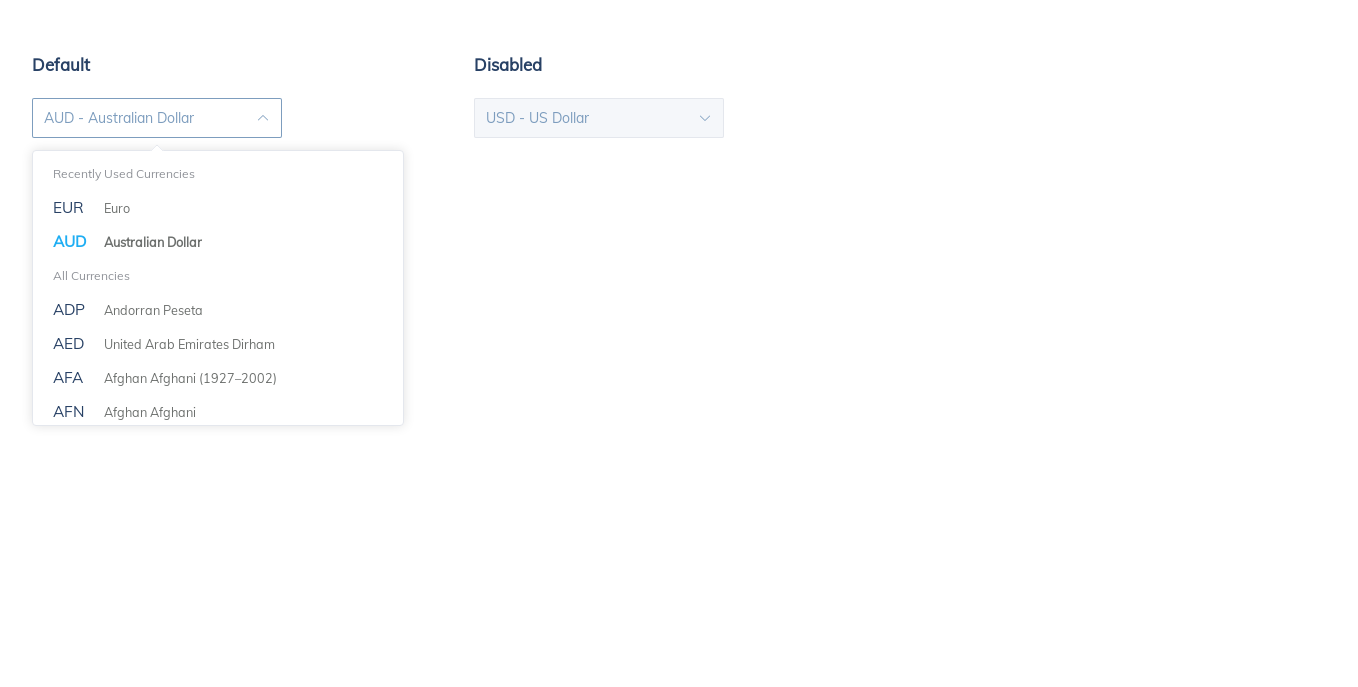 Default
AUD - Australian Dollar
Recently Used Currencies
EUR Euro
AUD Australian Dollar
All Currencies
ADP Andorran Peseta
AED United Arab Emirates Dirham
AFA Afghan Afghani (1927–2002)
AFN Afghan Afghani
Disabled
USD - US Dollar